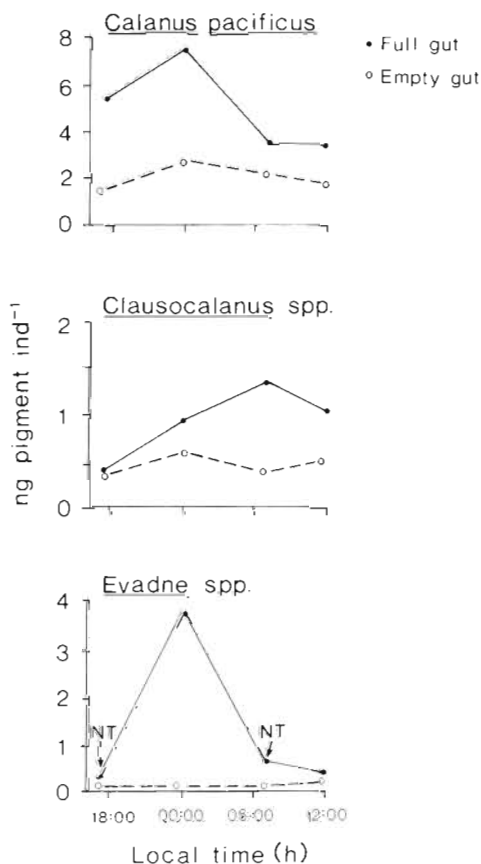 Calanus pacificus
• Full gut
○ Empty gut
8
6
4
2
0
Clausocalanus spp.
2
1
0
ng pigment ind⁻¹
Evadne spp.
4
3
2
1
0
NT
NT
18:00 00:00 06:00 12:00
Local time (h)